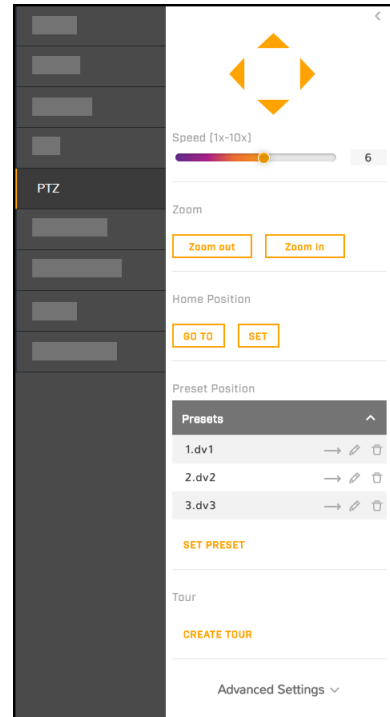 Speed (1x-10x)
6
PTZ
Zoom
Zoom out Zoom in
Home Position
GO TO SET
Preset Position
Presets
1.dv1
2.dv2
3.dv3
SET PRESET
Tour
CREATE TOUR
Advanced Settings